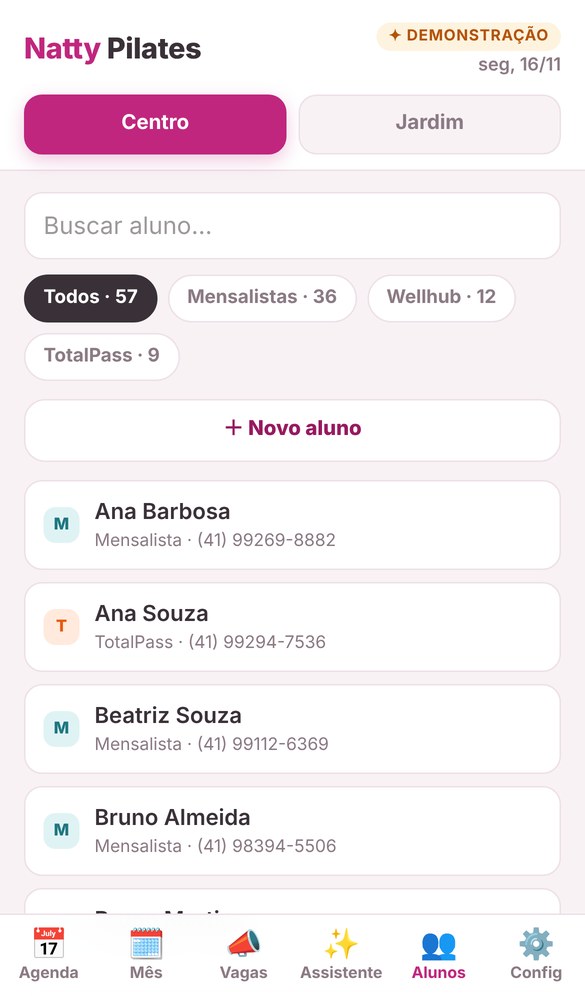 Natty Pilates
✦ DEMONSTRAÇÃO
seg, 16/11
Centro
Jardim
Buscar aluno...
Todos · 57
Mensalistas · 36
Wellhub · 12
TotalPass · 9
+ Novo aluno
M
Ana Barbosa
Mensalista · (41) 99269-8882
T
Ana Souza
TotalPass · (41) 99294-7536
M
Beatriz Souza
Mensalista · (41) 99112-6369
M
Bruno Almeida
Mensalista · (41) 98394-5506
July
17
Agenda
Mês
Vagas
Assistente
Alunos
Config